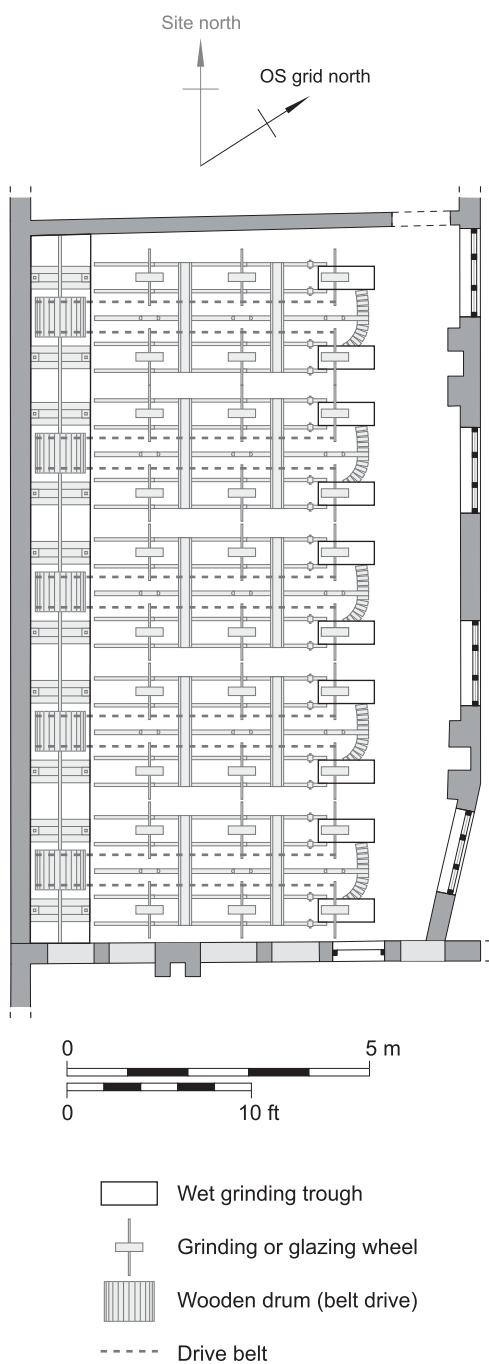 Site north
OS grid north
0 5 m
0 10 ft
Wet grinding trough
Grinding or glazing wheel
Wooden drum (belt drive)
Drive belt